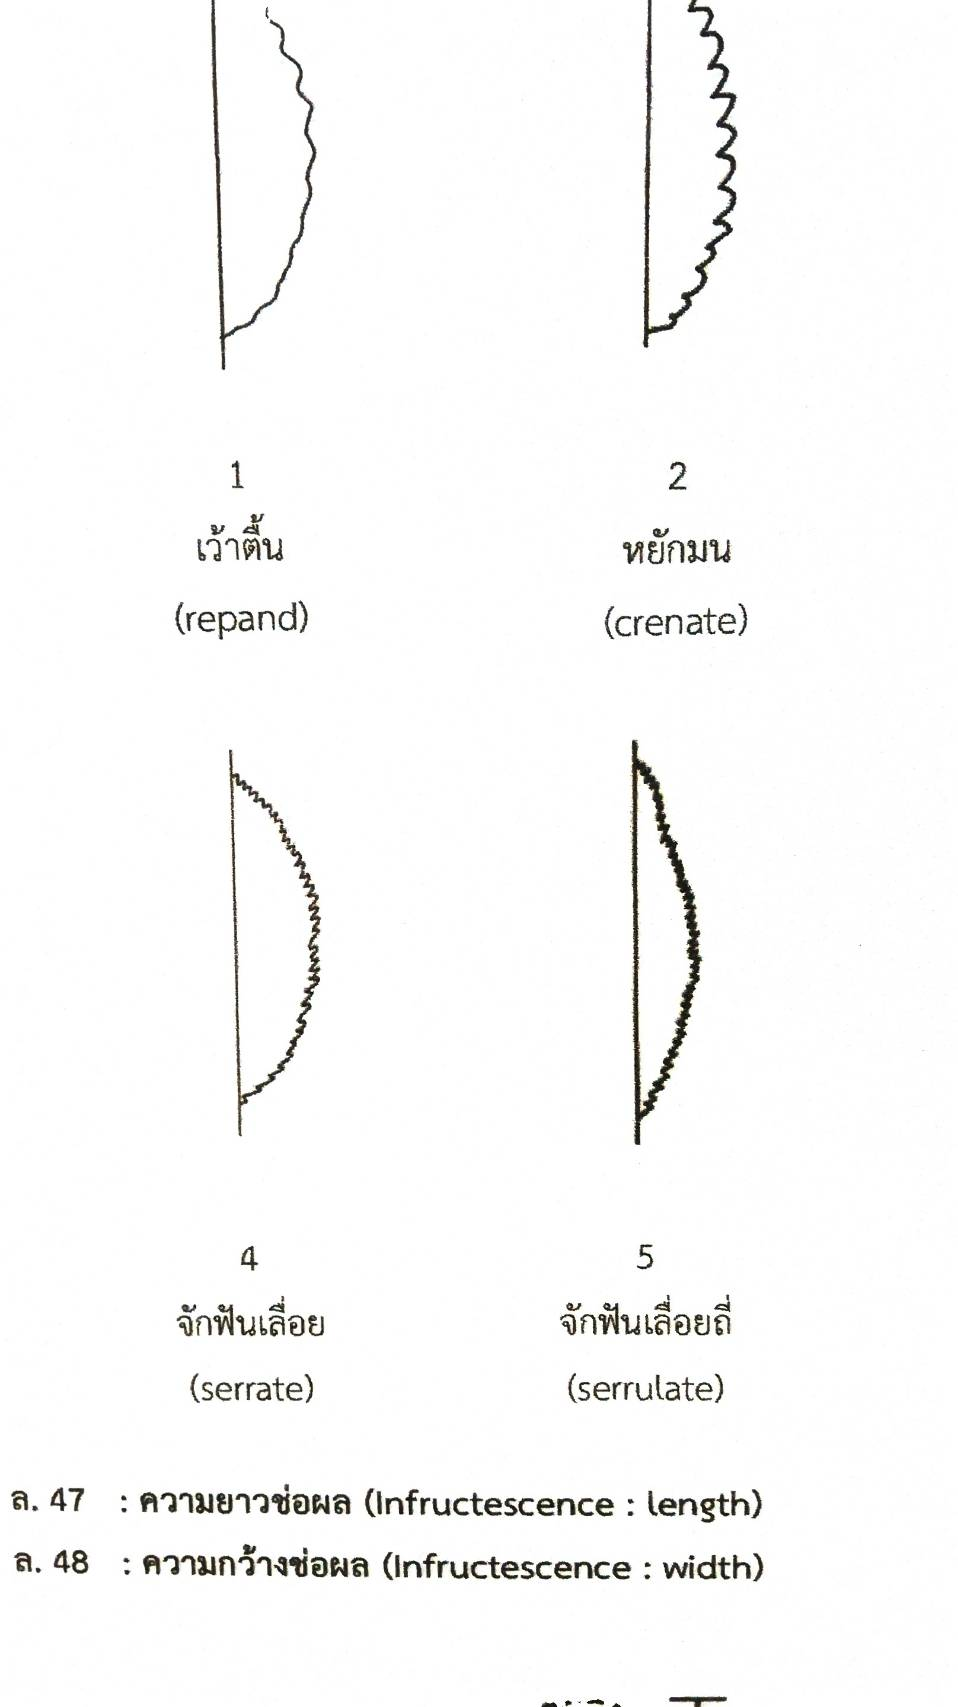 1
เว้าตื้น
(repand)
2
หยักมน
(crenate)
4
จักฟันเลื่อย
(serrate)
5
จักฟันเลื่อยถี่
(serrulate)
ล. 47 : ความยาวช่อผล (Infructescence : length)
ล. 48 : ความกว้างช่อผล (Infructescence : width)